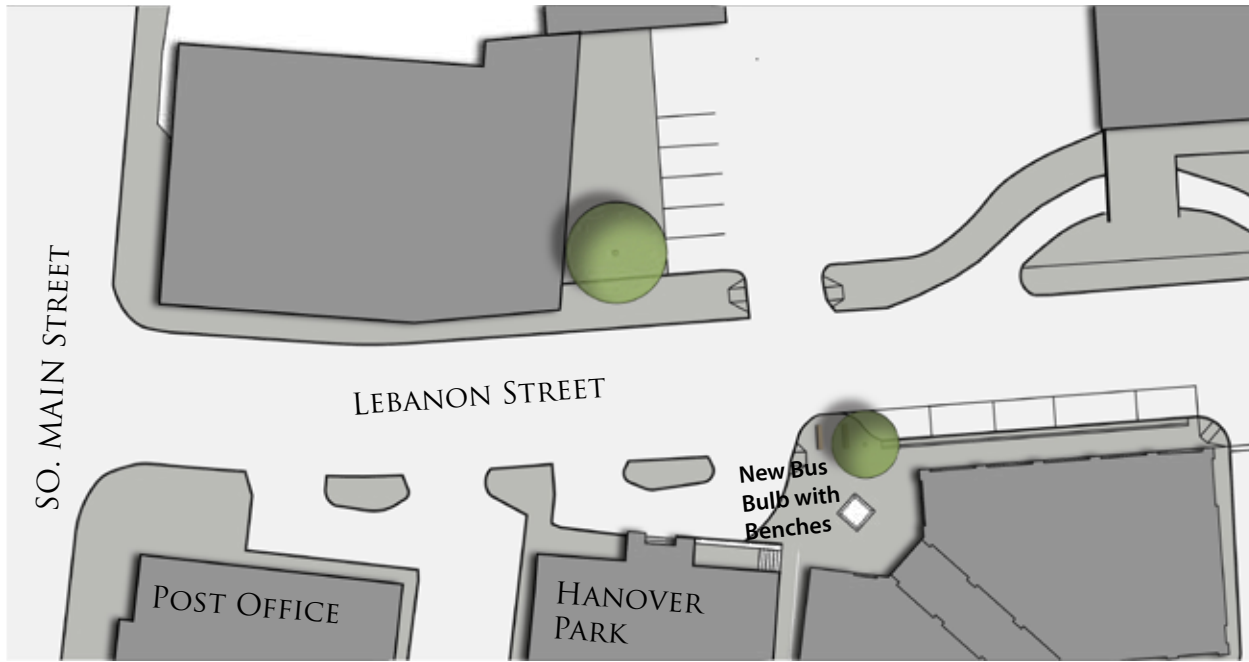 SO. MAIN STREET
LEBANON STREET
New Bus
Bulb with
Benches
POST OFFICE
HANOVER
PARK